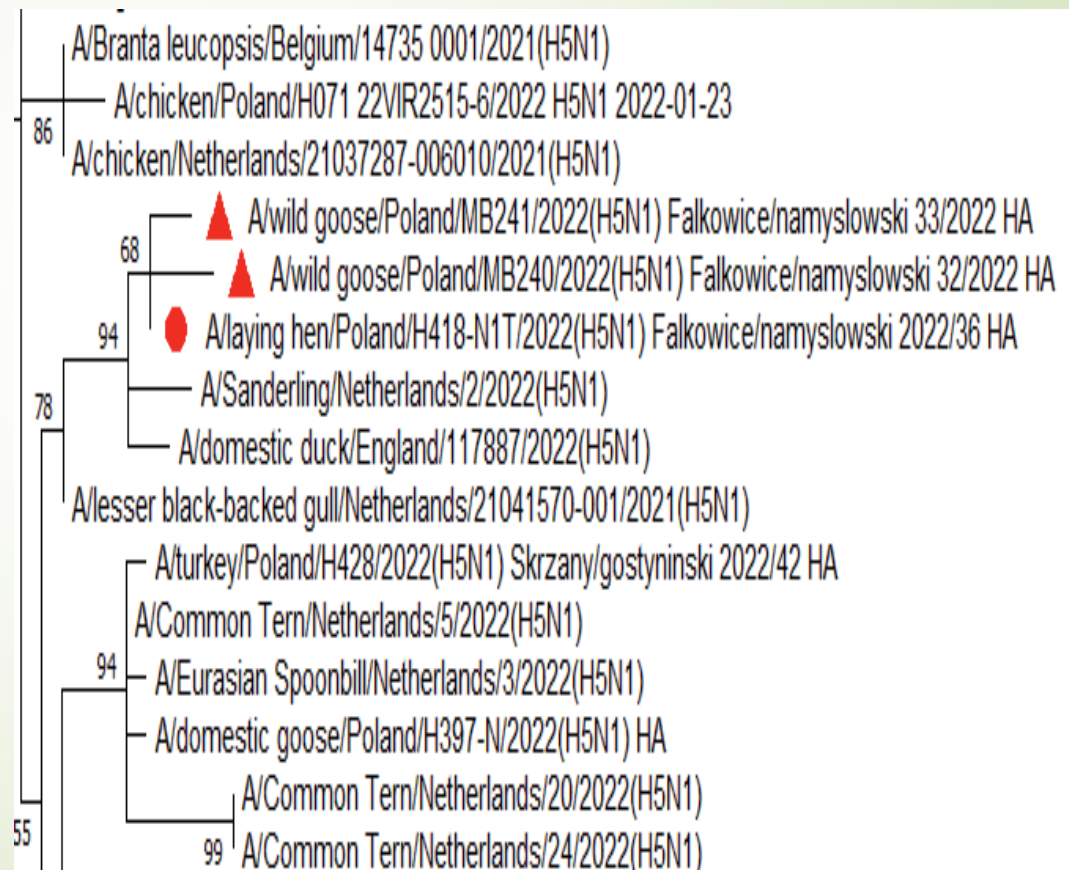 A/Branta leucopsis/Belgium/14735 0001/2021(H5N1)
A/chicken/Poland/H071 22VIR2515-6/2022 H5N1 2022-01-23
86
A/chicken/Netherlands/21037287-006010/2021(H5N1)
A/wild goose/Poland/MB241/2022(H5N1) Falkowice/namyslowski 33/2022 HA
68
A/wild goose/Poland/MB240/2022(H5N1) Falkowice/namyslowski 32/2022 HA
94
A/laying hen/Poland/H418-N1T/2022(H5N1) Falkowice/namyslowski 2022/36 HA
A/Sanderling/Netherlands/2/2022(H5N1)
78
A/domestic duck/England/117887/2022(H5N1)
A/lesser black-backed gull/Netherlands/21041570-001/2021(H5N1)
A/turkey/Poland/H428/2022(H5N1) Skrzany/gostyninski 2022/42 HA
A/Common Tern/Netherlands/5/2022(H5N1)
94
A/Eurasian Spoonbill/Netherlands/3/2022(H5N1)
A/domestic goose/Poland/H397-N/2022(H5N1) HA
A/Common Tern/Netherlands/20/2022(H5N1)
55
99
A/Common Tern/Netherlands/24/2022(H5N1)